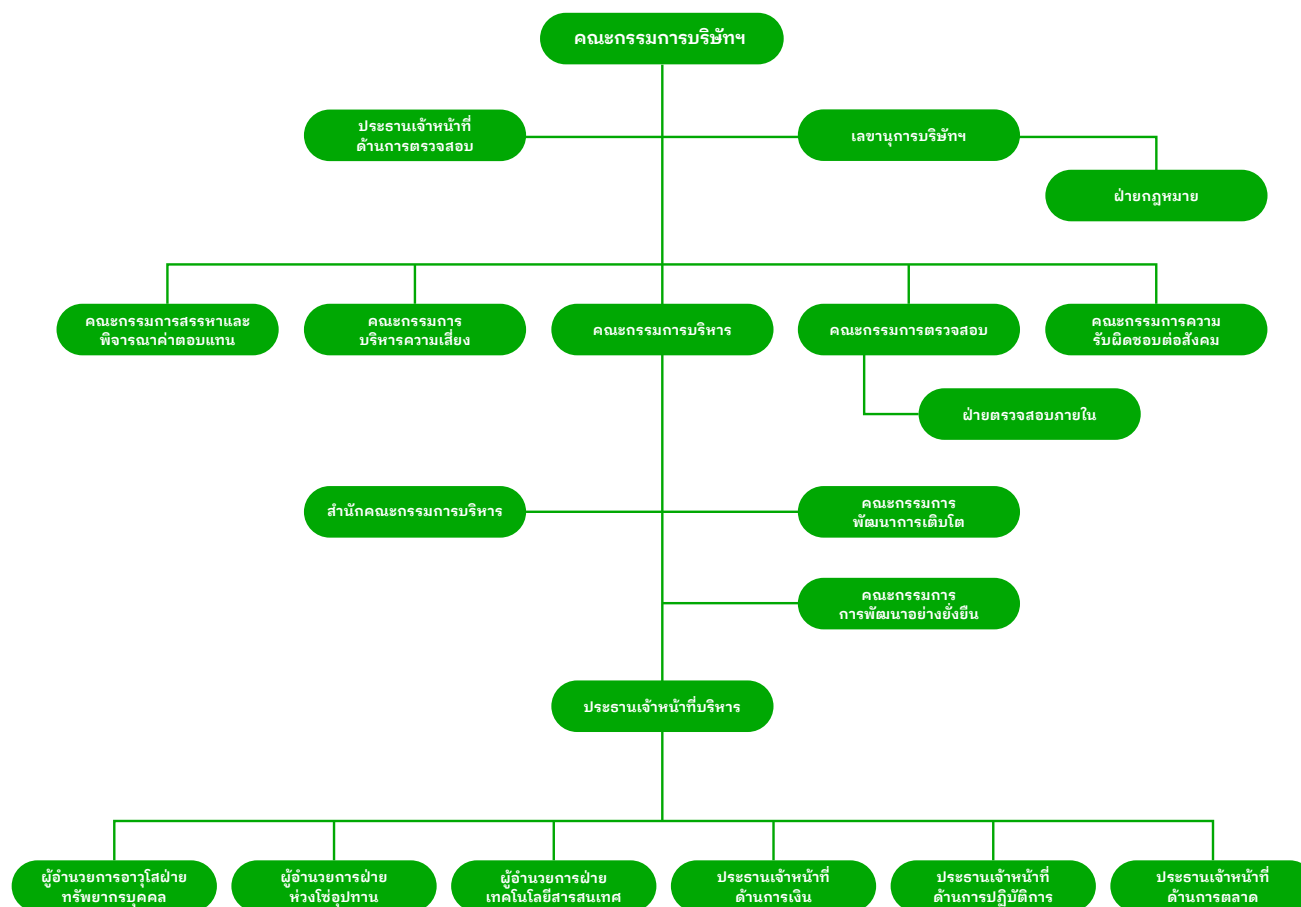 คณะกรรมการบริษัทฯ
ประธานเจ้าหน้าที่
ด้านการตรวจสอบ
เลขานุการบริษัทฯ
ฝ่ายกฎหมาย
คณะกรรมการสรรหาและ
พิจารณาค่าตอบแทน
คณะกรรมการ
บริหารความเสี่ยง
คณะกรรมการบริหาร
คณะกรรมการตรวจสอบ
คณะกรรมการความ
รับผิดชอบต่อสังคม
ฝ่ายตรวจสอบภายใน
สำนักคณะกรรมการบริหาร
คณะกรรมการ
พัฒนาการเติบโต
คณะกรรมการ
การพัฒนาอย่างยั่งยืน
ประธานเจ้าหน้าที่บริหาร
ผู้อำนวยการอาวุโสฝ่าย
ทรัพยากรบุคคล
ผู้อำนวยการฝ่าย
ห่วงโซ่อุปทาน
ผู้อำนวยการฝ่าย
เทคโนโลยีสารสนเทศ
ประธานเจ้าหน้าที่
ด้านการเงิน
ประธานเจ้าหน้าที่
ด้านการปฏิบัติการ
ประธานเจ้าหน้าที่
ด้านการตลาด